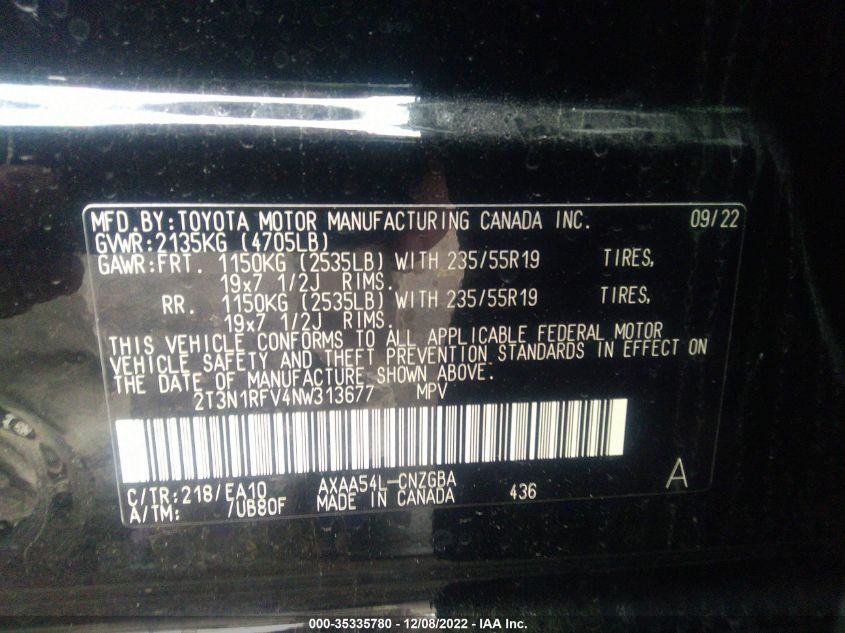 MFD.BY:TOYOTA MOTOR MANUFACTURING CANADA INC. 09/22
GVWR:2135KG (4705LB)
GAWR:FRT. 1150KG (2535LB) WITH 235/55R19 TIRES,
19x7 1/2J RIMS.
RR. 1150KG (2535LB) WITH 235/55R19 TIRES,
19x7 1/2J RIMS.
THIS VEHICLE CONFORMS TO ALL APPLICABLE FEDERAL MOTOR
VEHICLE SAFETY AND THEFT PREVENTION STANDARDS IN EFFECT ON
THE DATE OF MANUFACTURE SHOWN ABOVE.
2T3N1RFV4NW313677 MPV
A
C/TR:218/EA10 AXAA54L-CNZGBA
A/TM: /UB80F MADE IN CANADA 436
000-35335780 - 12/08/2022 - IAA Inc.